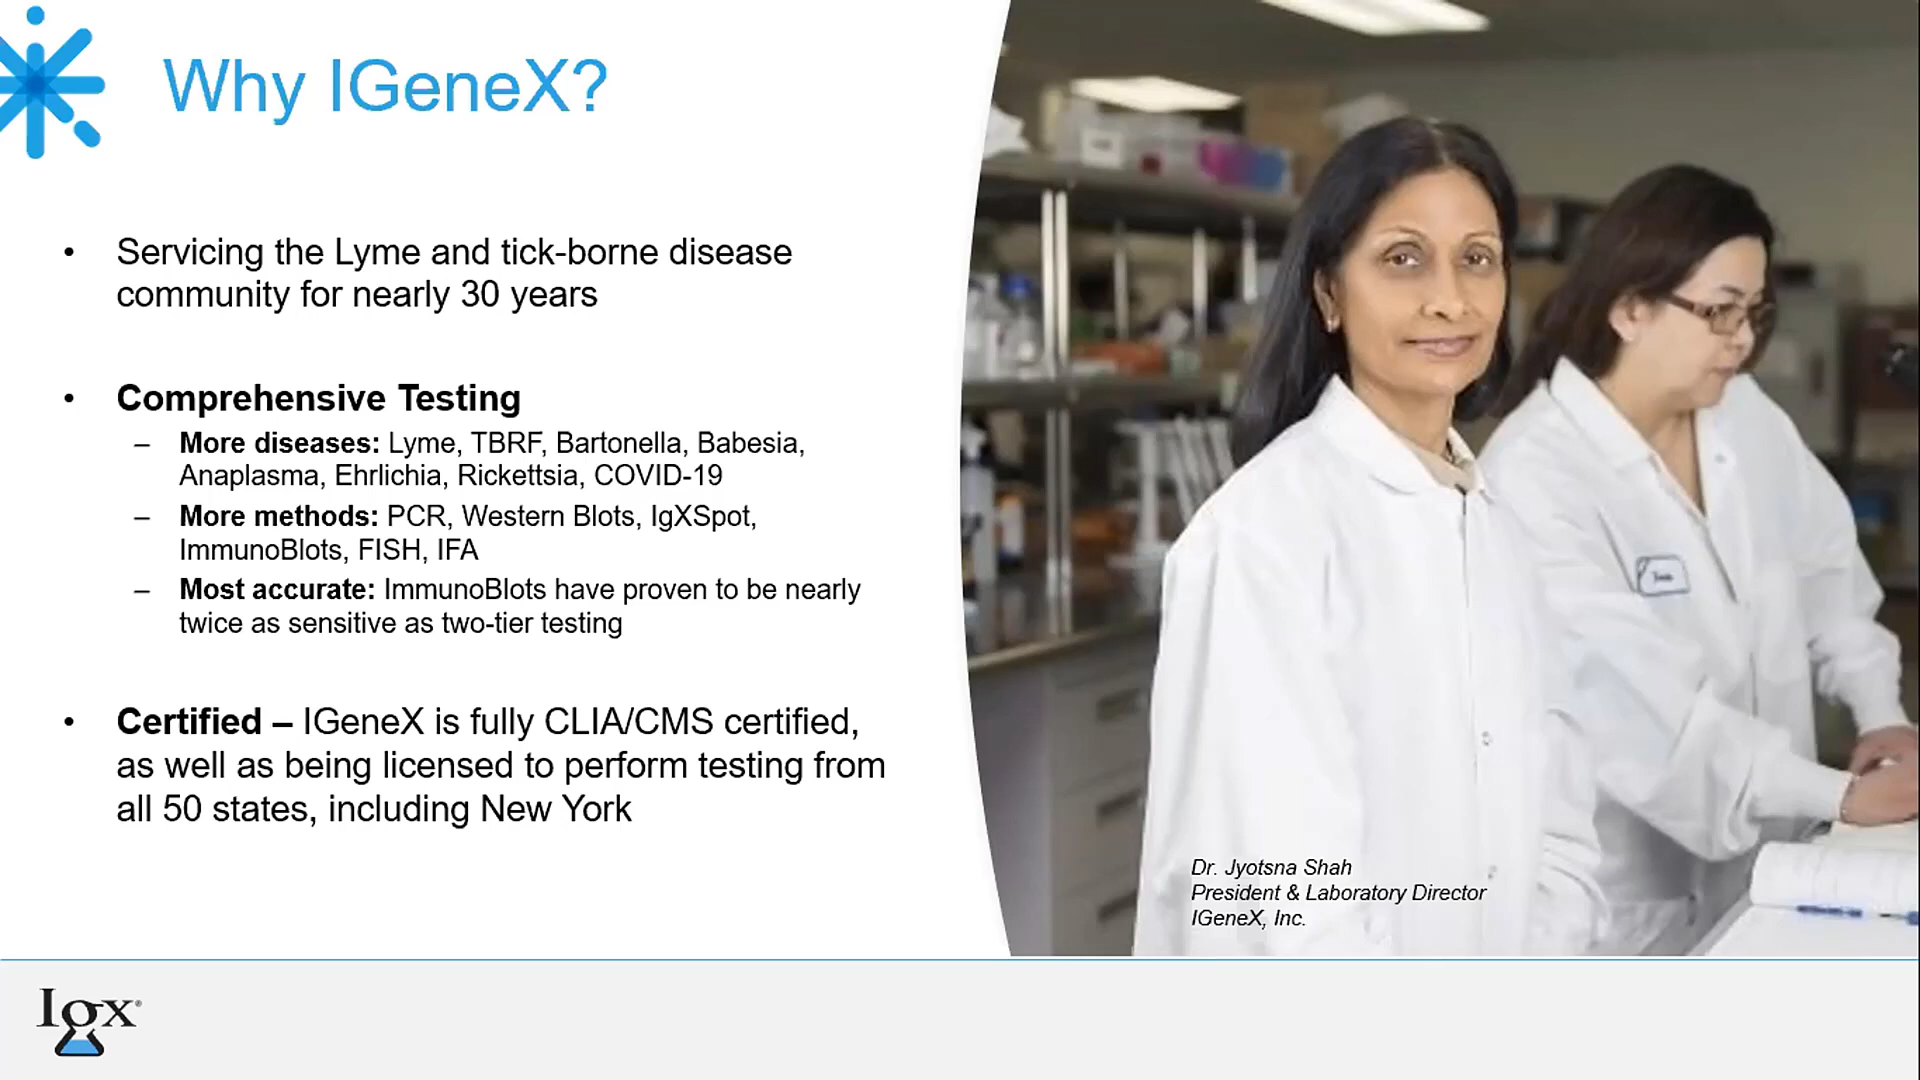 Why IGeneX?
• Servicing the Lyme and tick-borne disease
community for nearly 30 years
• Comprehensive Testing
– More diseases: Lyme, TBRF, Bartonella, Babesia,
Anaplasma, Ehrlichia, Rickettsia, COVID-19
– More methods: PCR, Western Blots, IgXSpot,
ImmunoBlots, FISH, IFA
– Most accurate: ImmunoBlots have proven to be nearly
twice as sensitive as two-tier testing
• Certified – IGeneX is fully CLIA/CMS certified,
as well as being licensed to perform testing from
all 50 states, including New York
Dr. Jyotsna Shah
President & Laboratory Director
IGeneX, Inc.
Igx®